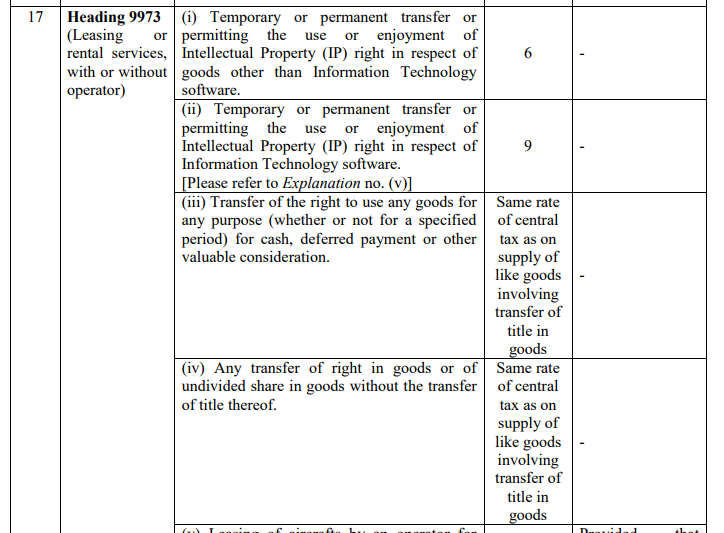 17
Heading 9973
(Leasing or
rental services,
with or without
operator)
(i) Temporary or permanent transfer or
permitting the use or enjoyment of
Intellectual Property (IP) right in respect of
goods other than Information Technology
software.
6
-
(ii) Temporary or permanent transfer or
permitting the use or enjoyment of
Intellectual Property (IP) right in respect of
Information Technology software.
[Please refer to Explanation no. (v)]
9
-
(iii) Transfer of the right to use any goods for
any purpose (whether or not for a specified
period) for cash, deferred payment or other
valuable consideration.
Same rate
of central
tax as on
supply of
like goods
involving
transfer of
title in
goods
-
(iv) Any transfer of right in goods or of
undivided share in goods without the transfer
of title thereof.
Same rate
of central
tax as on
supply of
like goods
involving
transfer of
title in
goods
-
(v) Leasing of aircrafts by an operator for
Provided that